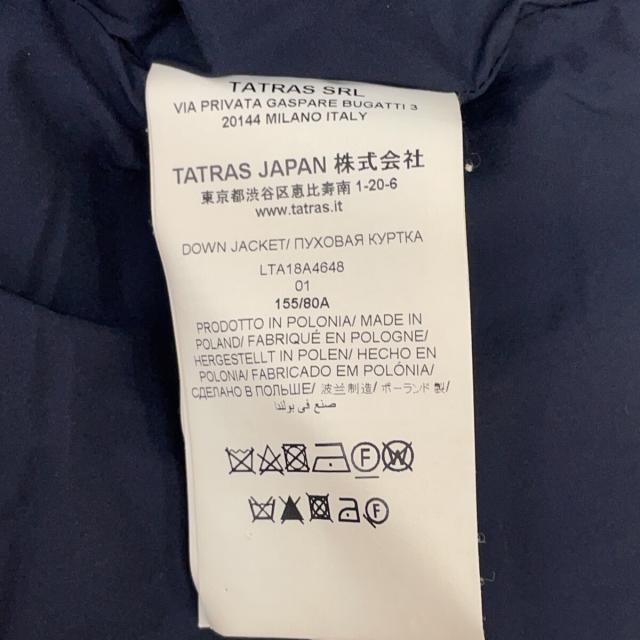 TATRAS SRL
VIA PRIVATA GASPARE BUGATTI 3
20144 MILANO ITALY
TATRAS JAPAN 株式会社
東京都渋谷区恵比寿南 1-20-6
www.tatras.it
DOWN JACKET/ ПУХОВАЯ КУРТКА
LTA18A4648
01
155/80A
PRODOTTO IN POLONIA/ MADE IN
POLAND/ FABRIQUÉ EN POLOGNE/
HERGESTELLT IN POLEN/ HECHO EN
POLONIA/ FABRICADO EM POLÓNIA/
СДЕЛАНО В ПОЛЬШЕ/ 波兰制造/ ポーランド 製/
صنع في بولندا
F W
F